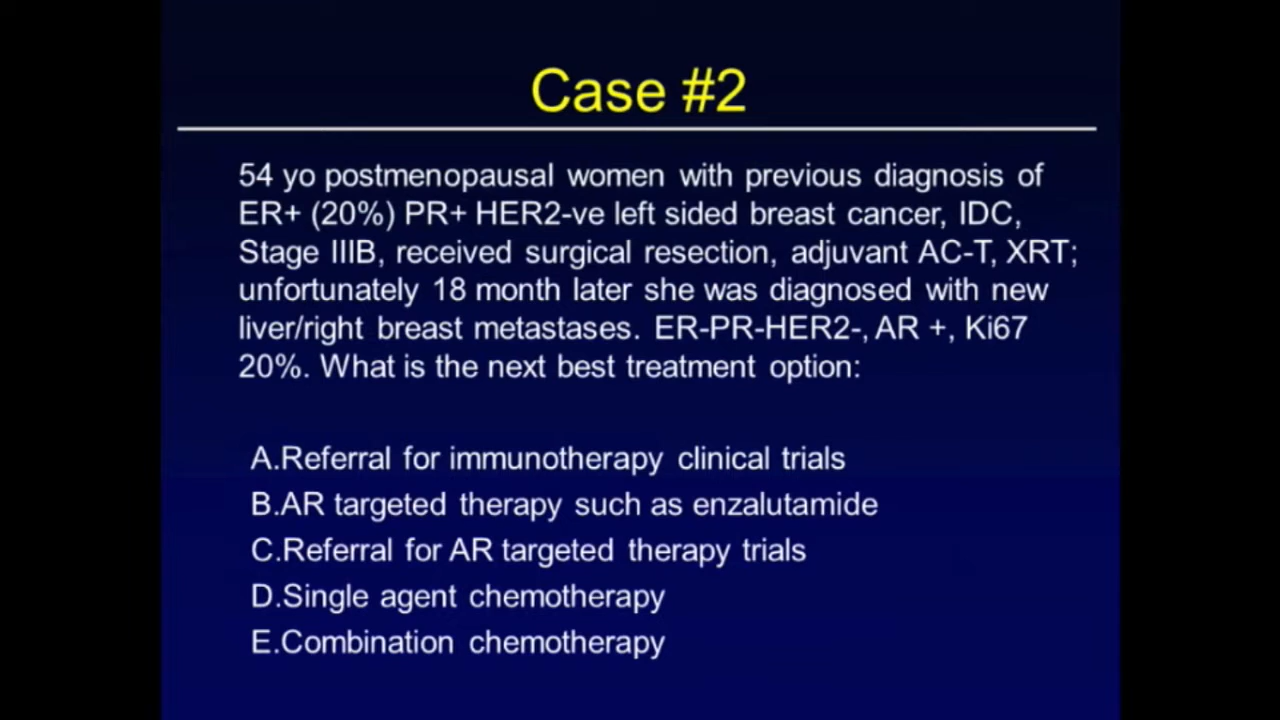 Case #2
54 yo postmenopausal women with previous diagnosis of
ER+ (20%) PR+ HER2-ve left sided breast cancer, IDC,
Stage IIIB, received surgical resection, adjuvant AC-T, XRT;
unfortunately 18 month later she was diagnosed with new
liver/right breast metastases. ER-PR-HER2-, AR +, Ki67
20%. What is the next best treatment option:
A.Referral for immunotherapy clinical trials
B.AR targeted therapy such as enzalutamide
C.Referral for AR targeted therapy trials
D.Single agent chemotherapy
E.Combination chemotherapy